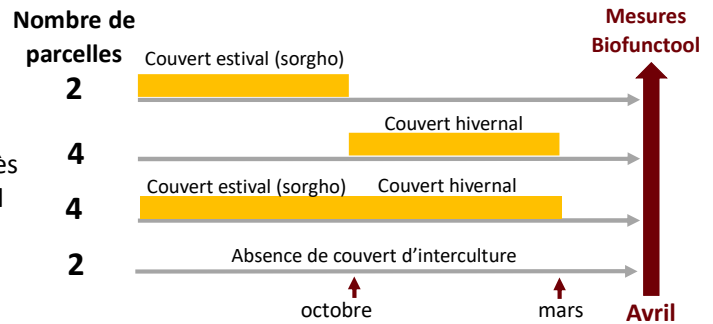 Nombre de
parcelles
Mesures
Biofunctool
Couvert estival (sorgho)
2
Couvert hivernal
4
ès
Couvert estival (sorgho) Couvert hivernal
4
Absence de couvert d'interculture
2
octobre mars Avril